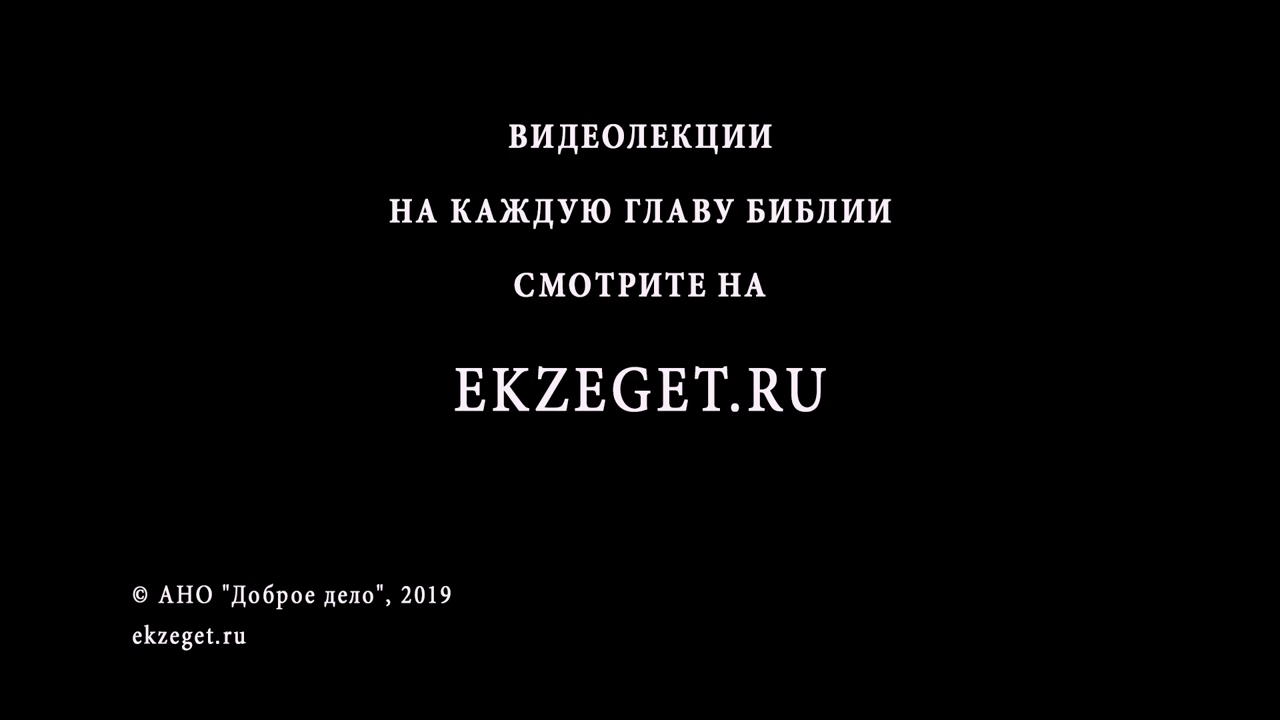 ВИДЕОЛЕКЦИИ
НА КАЖДУЮ ГЛАВУ БИБЛИИ
СМОТРИТЕ НА
EKZEGET.RU
© АНО "Доброе дело", 2019
ekzeget.ru